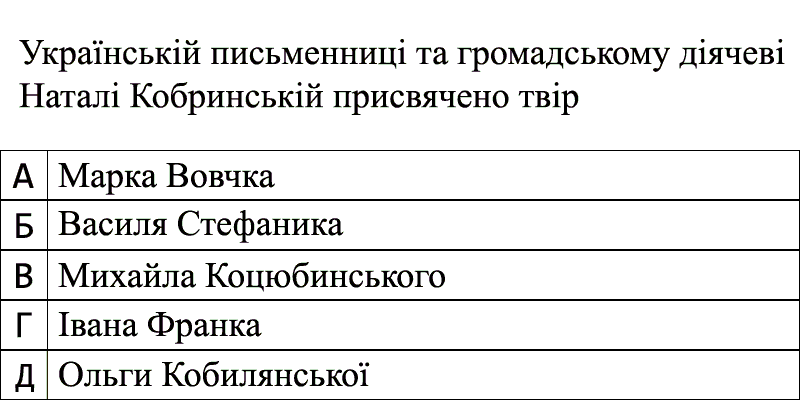 Українській письменниці та громадському діячеві
Наталі Кобринській присвячено твір
А Марка Вовчка
Б Василя Стефаника
В Михайла Коцюбинського
Г Івана Франка
Д Ольги Кобилянської